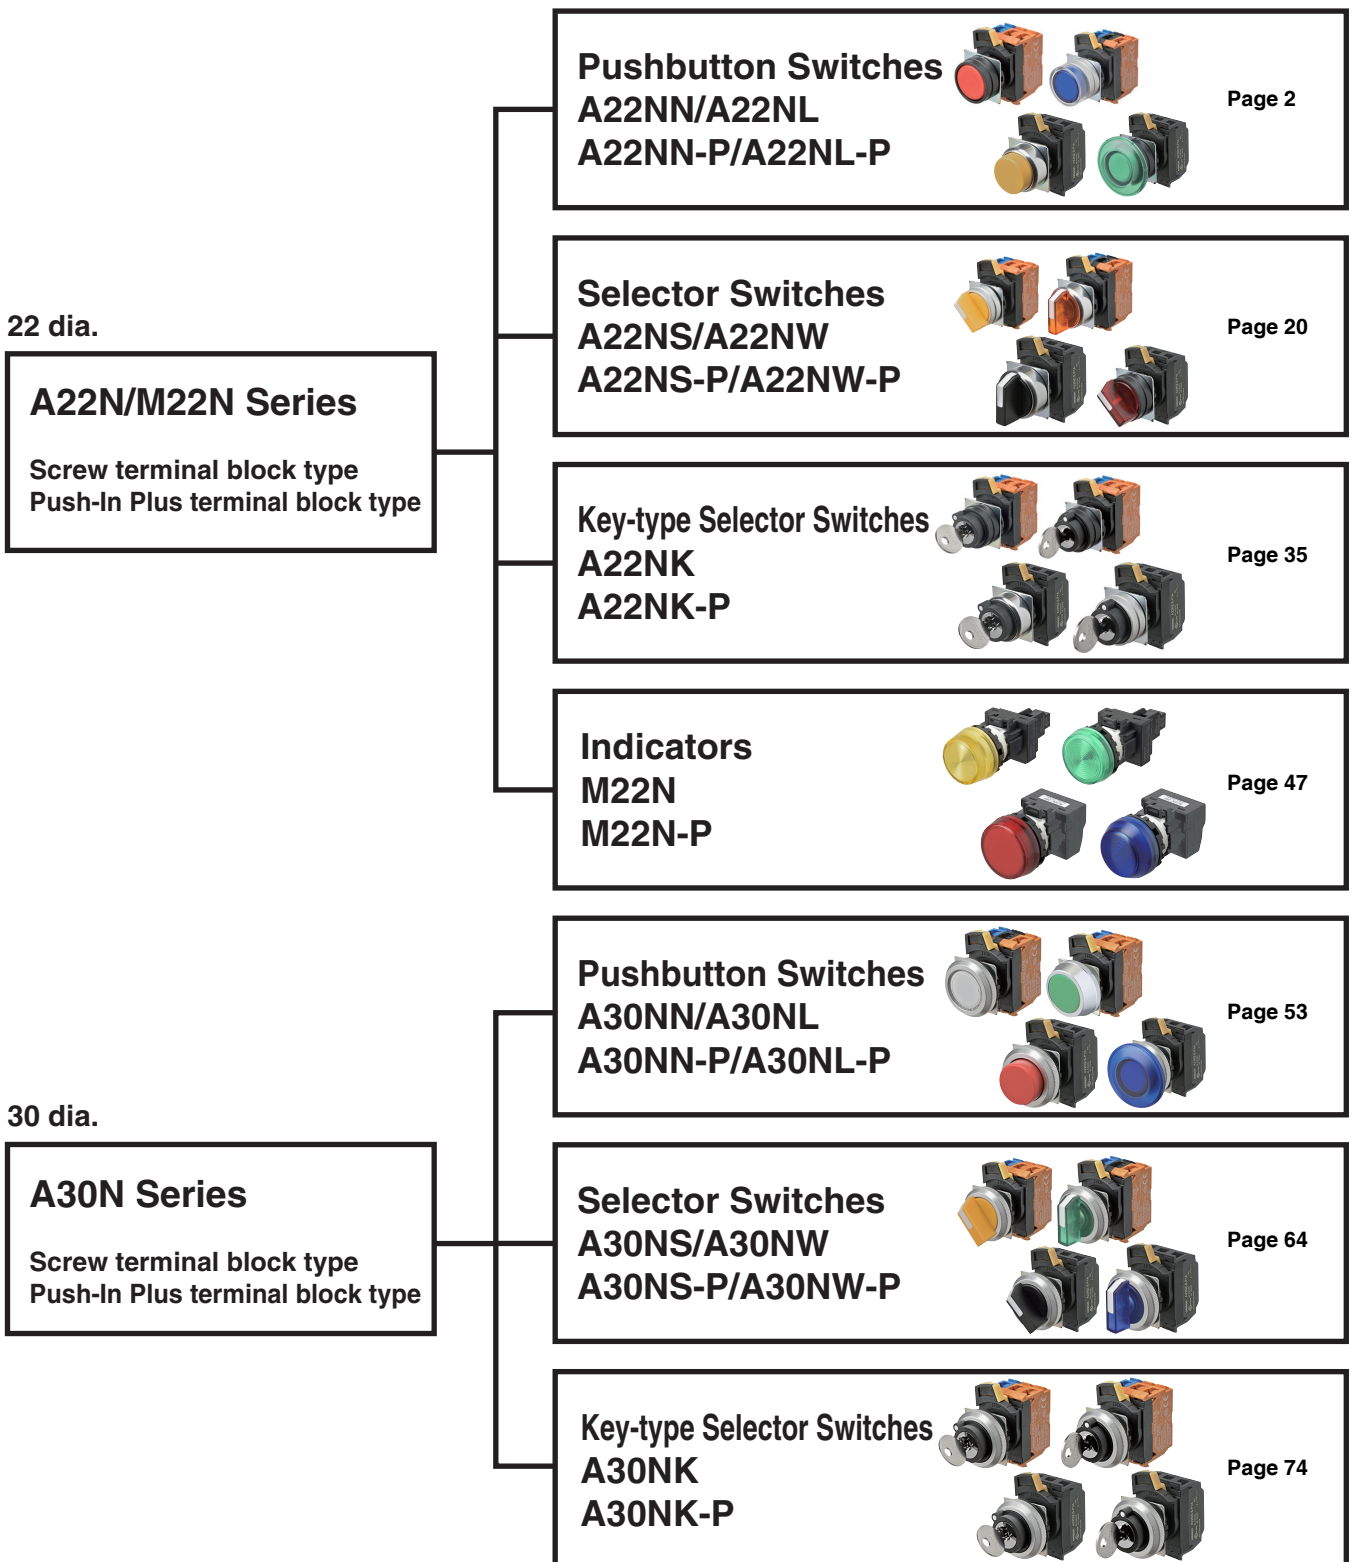 22 dia.
A22N/M22N Series
Screw terminal block type
Push-In Plus terminal block type
Pushbutton Switches
A22NN/A22NL
A22NN-P/A22NL-P
Page 2
Selector Switches
A22NS/A22NW
A22NS-P/A22NW-P
Page 20
Key-type Selector Switches
A22NK
A22NK-P
Page 35
Indicators
M22N
M22N-P
Page 47
30 dia.
A30N Series
Screw terminal block type
Push-In Plus terminal block type
Pushbutton Switches
A30NN/A30NL
A30NN-P/A30NL-P
Page 53
Selector Switches
A30NS/A30NW
A30NS-P/A30NW-P
Page 64
Key-type Selector Switches
A30NK
A30NK-P
Page 74